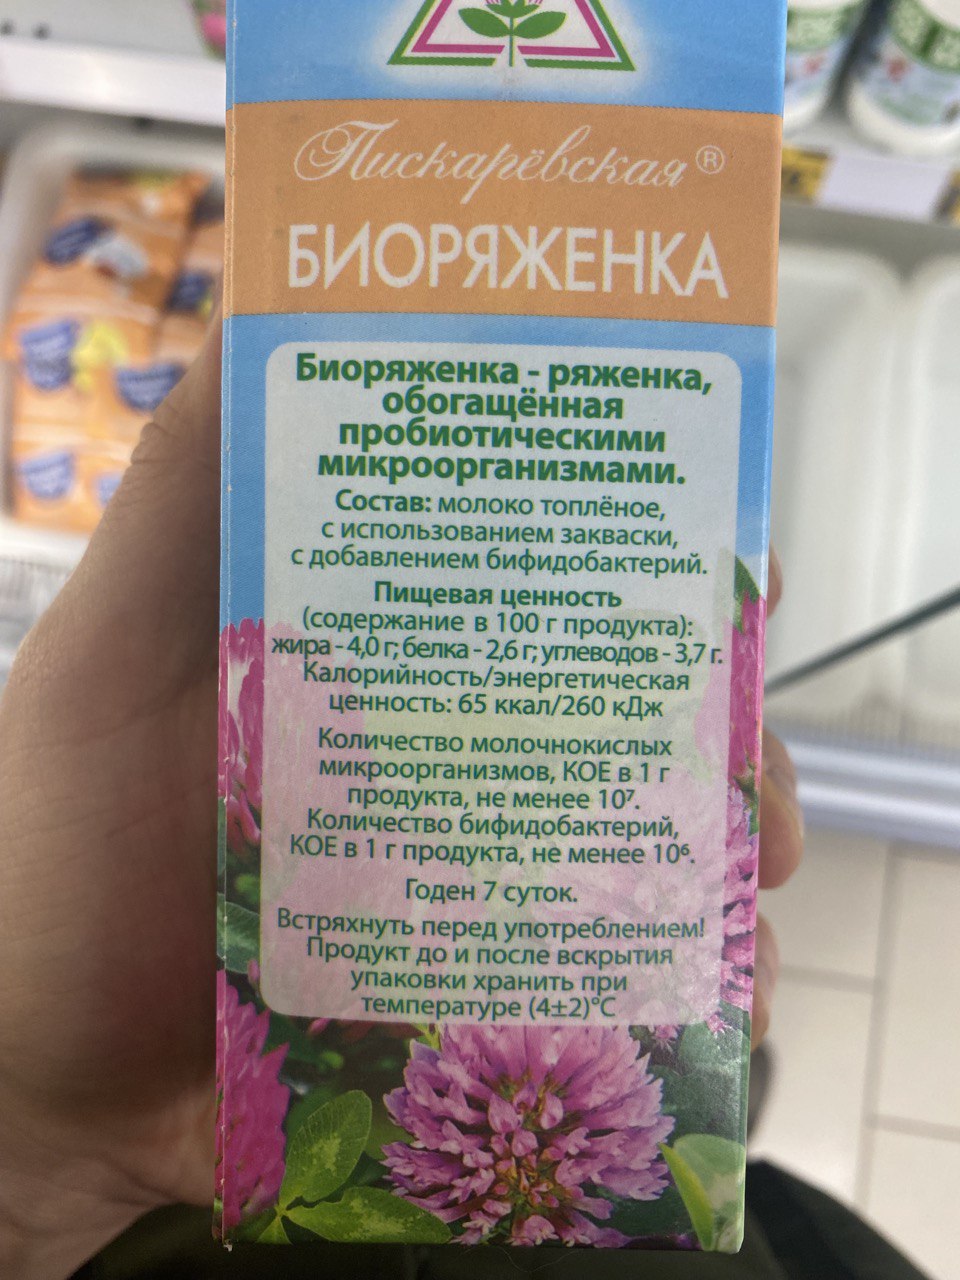 Пискарёвская®
БИОРЯЖЕНКА
Биоряженка - ряженка,
обогащённая
пробиотическими
микроорганизмами.
Состав: молоко топлёное,
с использованием закваски,
с добавлением бифидобактерий.
Пищевая ценность
(содержание в 100 г продукта):
жира - 4,0 г; белка - 2,6 г; углеводов - 3,7 г.
Калорийность/энергетическая
ценность: 65 ккал/260 кДж
Количество молочнокислых
микроорганизмов, КОЕ в 1 г
продукта, не менее 10⁷.
Количество бифидобактерий,
КОЕ в 1 г продукта, не менее 10⁶.
Годен 7 суток.
Встряхнуть перед употреблением!
Продукт до и после вскрытия
упаковки хранить при
температуре (4±2)°С